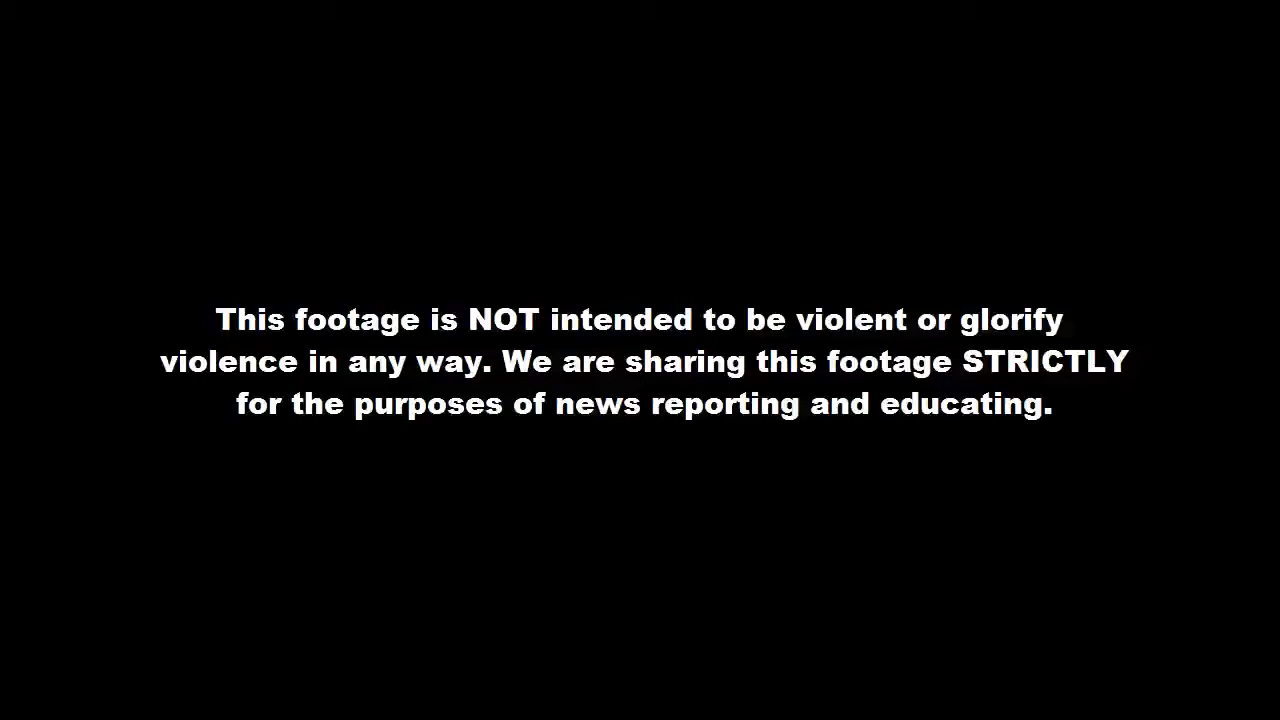 This footage is NOT intended to be violent or glorify
violence in any way. We are sharing this footage STRICTLY
for the purposes of news reporting and educating.